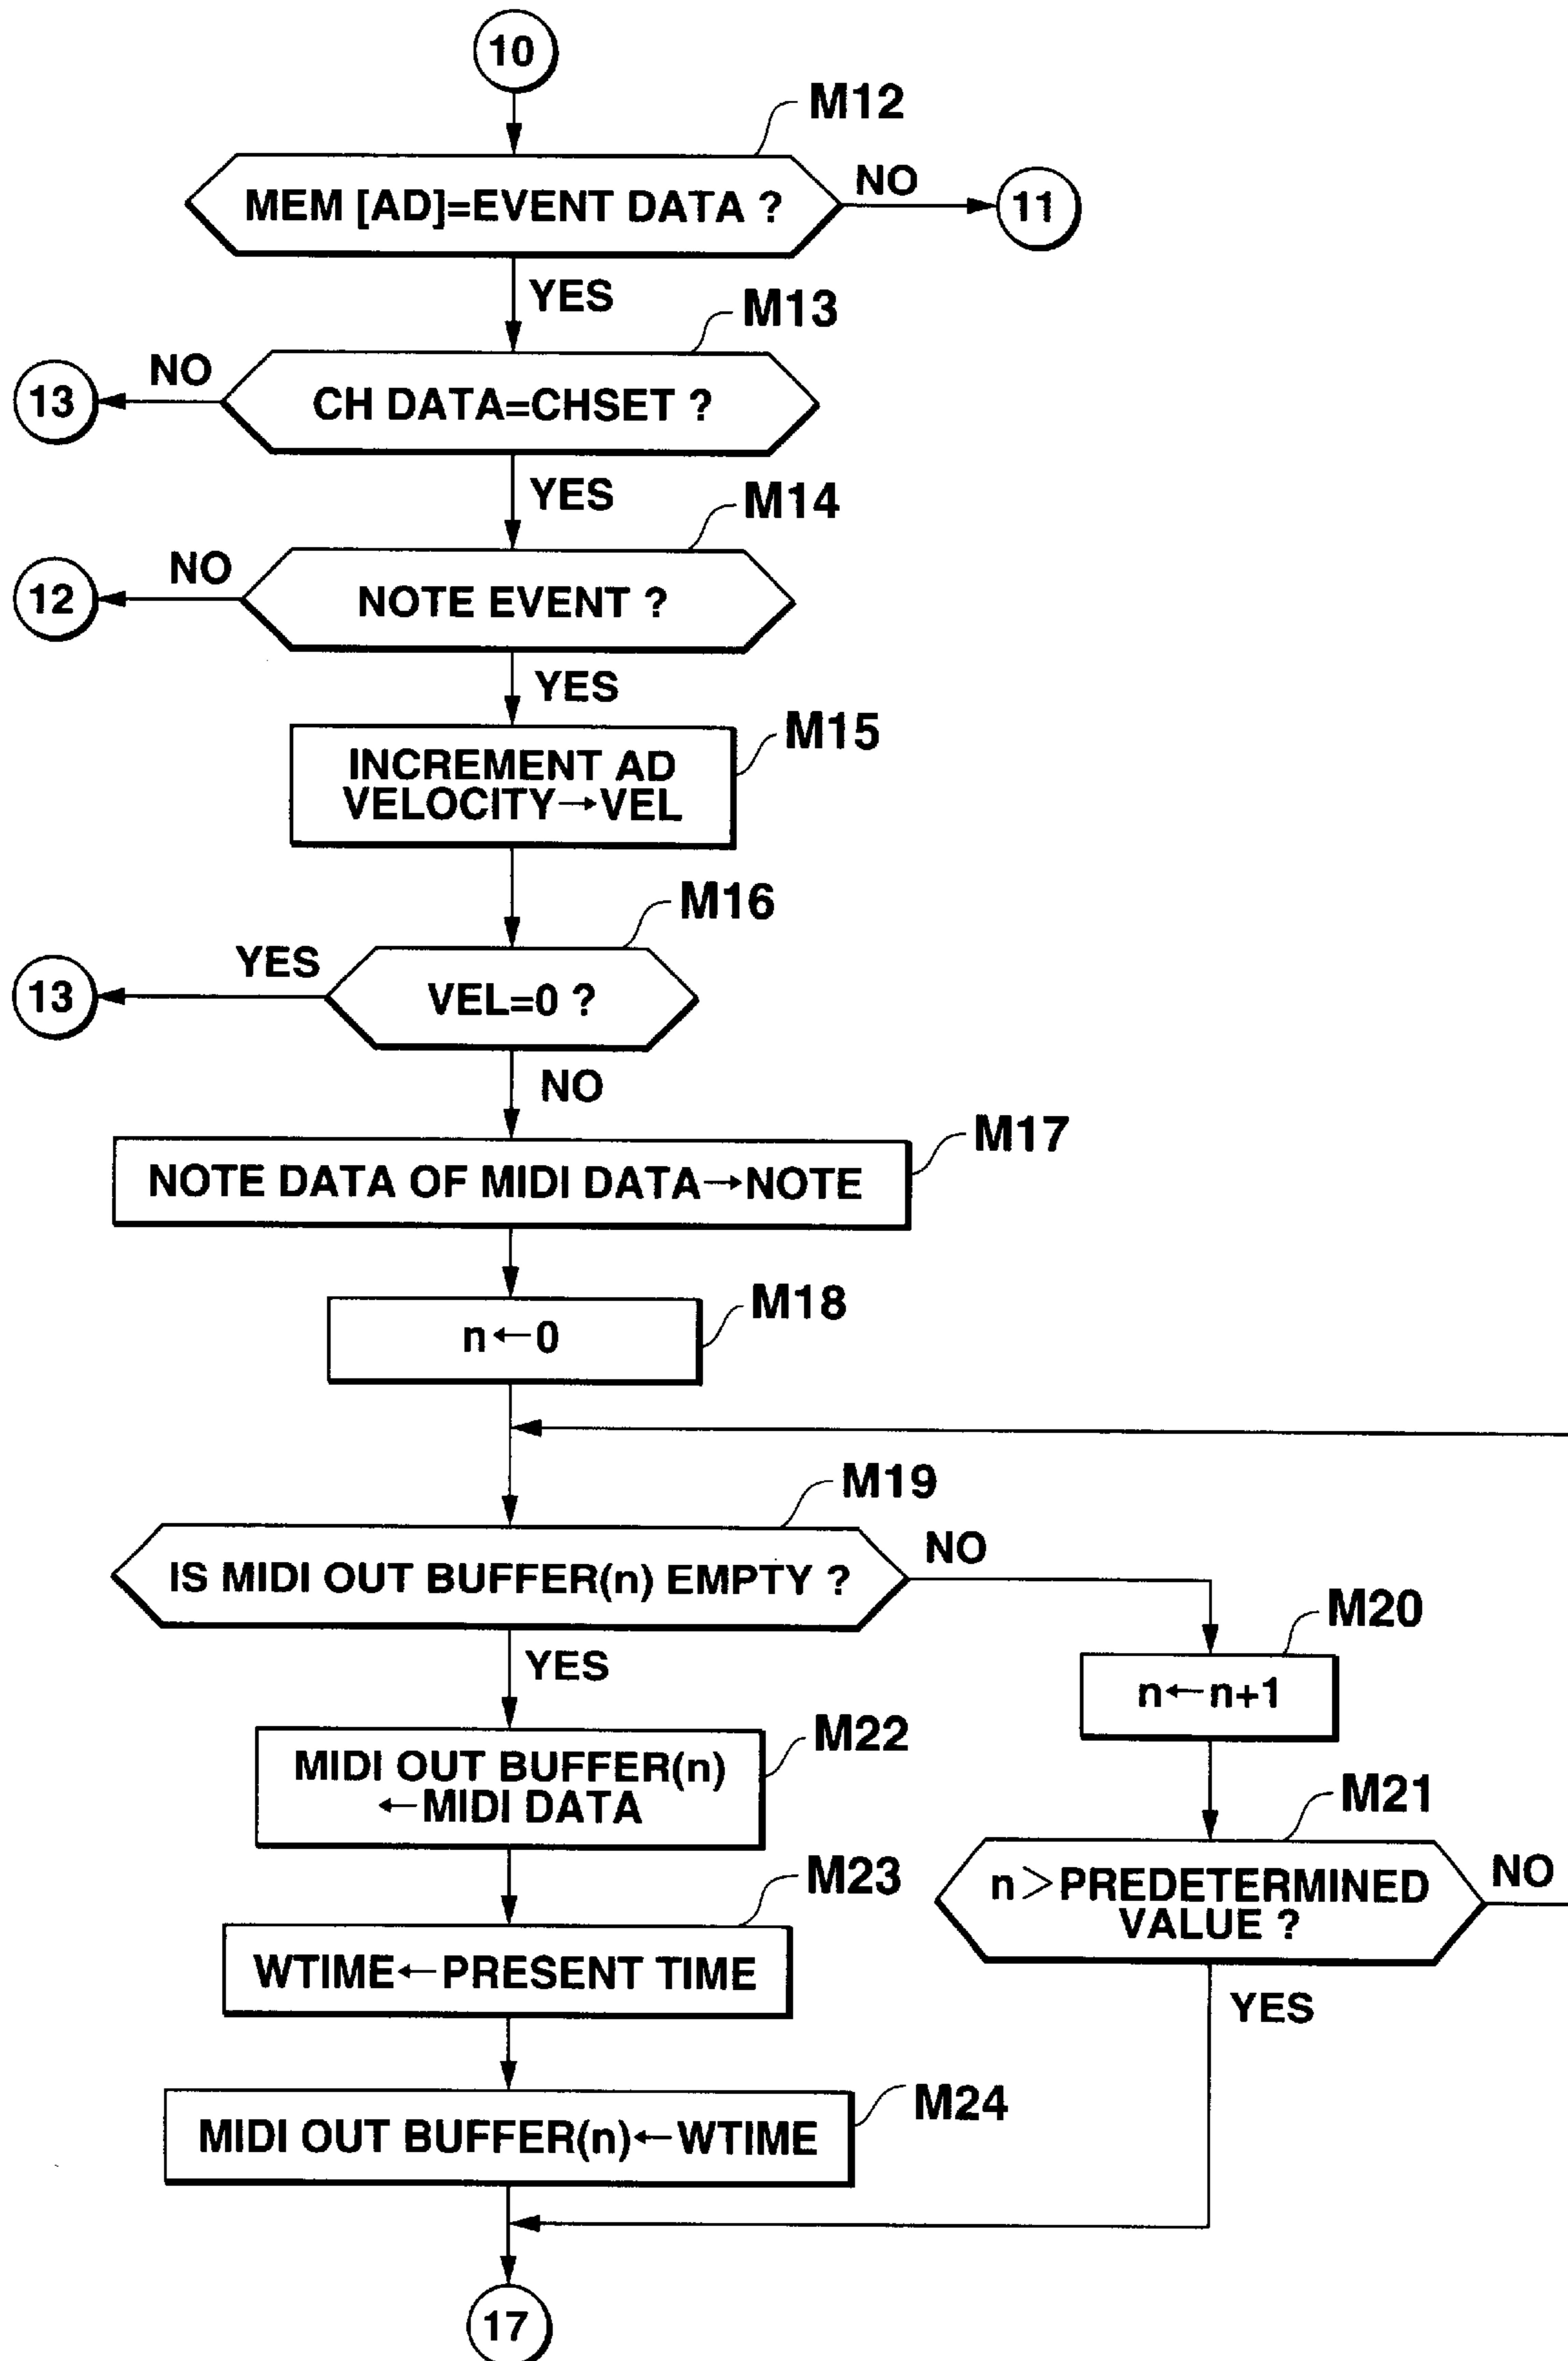 10
M12
MEM [AD]=EVENT DATA ?
NO
11
YES
M13
NO
13
CH DATA=CHSET ?
YES
M14
NO
12
NOTE EVENT ?
YES
M15
INCREMENT AD
VELOCITY→VEL
M16
YES
13
VEL=0 ?
NO
M17
NOTE DATA OF MIDI DATA→NOTE
M18
n←0
M19
IS MIDI OUT BUFFER(n) EMPTY ?
NO
M20
n←n+1
YES
M22
MIDI OUT BUFFER(n)
←MIDI DATA
M21
n>PREDETERMINED
VALUE ?
NO
M23
WTIME←PRESENT TIME
YES
M24
MIDI OUT BUFFER(n)←WTIME
17